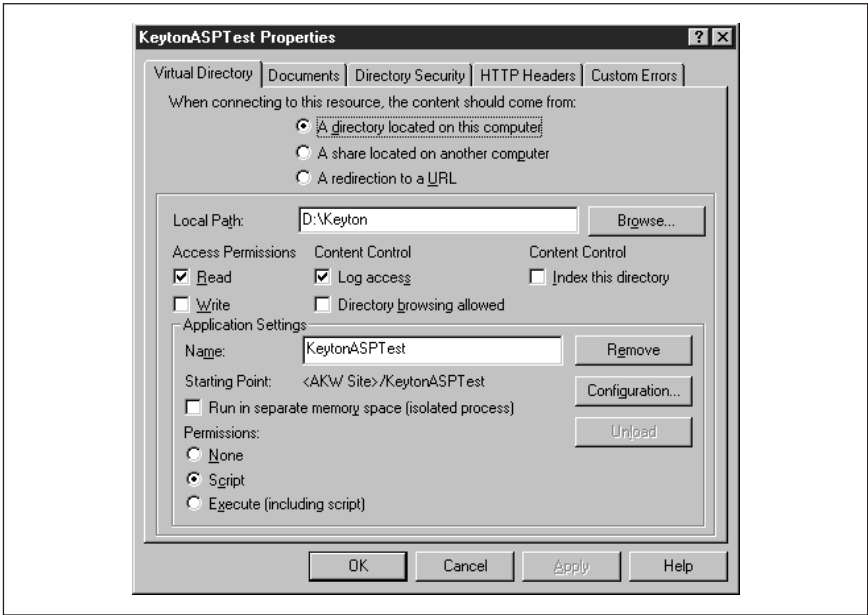 KeytonASPTest Properties
Virtual Directory Documents Directory Security HTTP Headers Custom Errors
When connecting to this resource, the content should come from:
A directory located on this computer
A share located on another computer
A redirection to a URL
Local Path: D:\Keyton Browse...
Access Permissions Content Control Content Control
Read Log access Index this directory
Write Directory browsing allowed
Application Settings
Name: KeytonASPTest Remove
Starting Point: <AKW Site>/KeytonASPTest Configuration...
Run in separate memory space (isolated process)
Permissions: Unload
None
Script
Execute (including script)
OK Cancel Apply Help